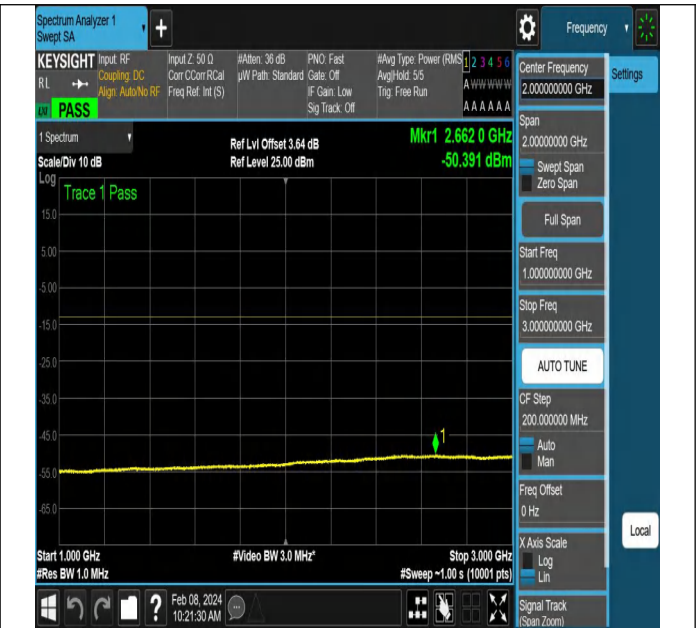 Spectrum Analyzer 1
Swept SA
+
Frequency
KEYSIGHT
RL
PASS
Input: RF
Coupling: DC
Align: Auto/No RF
Input Z: 50 Ω
Corr CCorr RCal
Freq Ref: Int (S)
#Atten: 36 dB
µW Path: Standard
PNO: Fast
Gate: Off
IF Gain: Low
Sig Track: Off
#Avg Type: Power (RMS
Avg|Hold: 5/5
Trig: Free Run
1 2 3 4 5 6
A W W W W W
A A A A A A
Center Frequency
2.000000000 GHz
Settings
Span
2.00000000 GHz
Swept Span
Zero Span
Full Span
Start Freq
1.000000000 GHz
Stop Freq
3.000000000 GHz
AUTO TUNE
CF Step
200.000000 MHz
Auto
Man
Freq Offset
0 Hz
X Axis Scale
Log
Lin
Signal Track
(Span Zoom)
Local
1 Spectrum
Scale/Div 10 dB
Log
Ref Lvl Offset 3.64 dB
Ref Level 25.00 dBm
Mkr1 2.662 0 GHz
-50.391 dBm
Trace 1 Pass
15.0
5.00
-5.00
-15.0
-25.0
-35.0
-45.0
-55.0
-65.0
1
Start 1.000 GHz
#Res BW 1.0 MHz
#Video BW 3.0 MHz*
Stop 3.000 GHz
#Sweep ~1.00 s (10001 pts)
?
Feb 08, 2024
10:21:30 AM